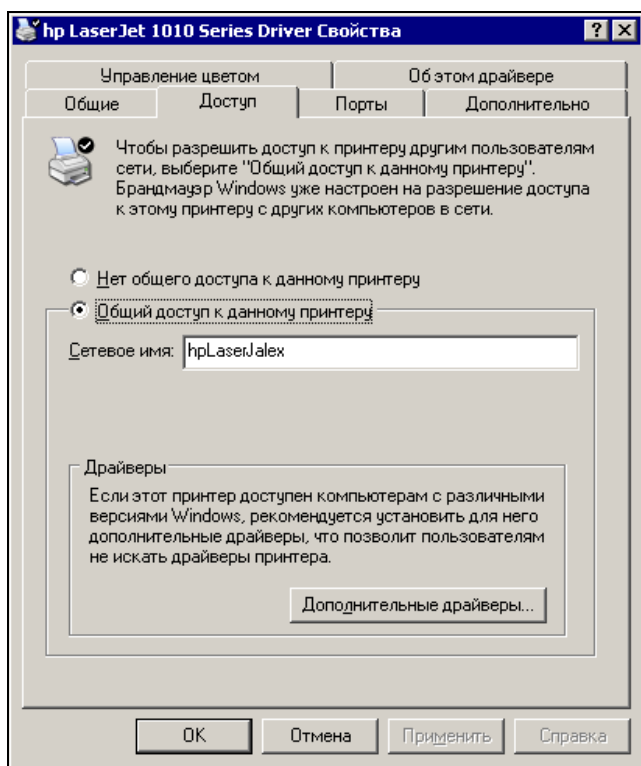 hp LaserJet 1010 Series Driver Свойства
Управление цветом
Об этом драйвере
Общие
Доступ
Порты
Дополнительно
Чтобы разрешить доступ к принтеру другим пользователям
сети, выберите "Общий доступ к данному принтеру".
Брандмауэр Windows уже настроен на разрешение доступа
к этому принтеру с других компьютеров в сети.
Нет общего доступа к данному принтеру
Общий доступ к данному принтеру
Сетевое имя: hpLaserJalex
Драйверы
Если этот принтер доступен компьютерам с различными
версиями Windows, рекомендуется установить для него
дополнительные драйверы, что позволит пользователям
не искать драйверы принтера.
Дополнительные драйверы...
OK
Отмена
Применить
Справка